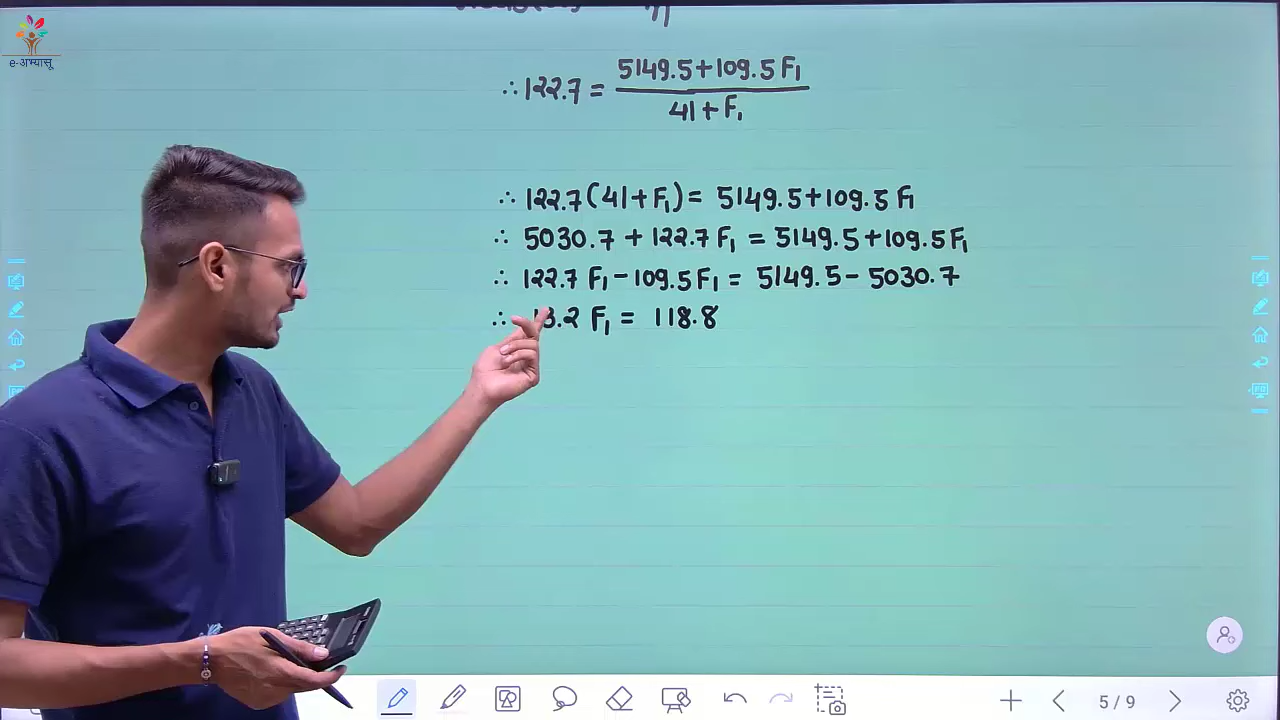 e-अभ्यासू
∴ 122.7 = (5149.5 + 109.5 F₁) / (41 + F₁)
∴ 122.7 (41 + F₁) = 5149.5 + 109.5 F₁
∴ 5030.7 + 122.7 F₁ = 5149.5 + 109.5 F₁
∴ 122.7 F₁ - 109.5 F₁ = 5149.5 - 5030.7
∴ 13.2 F₁ = 118.8
5 / 9